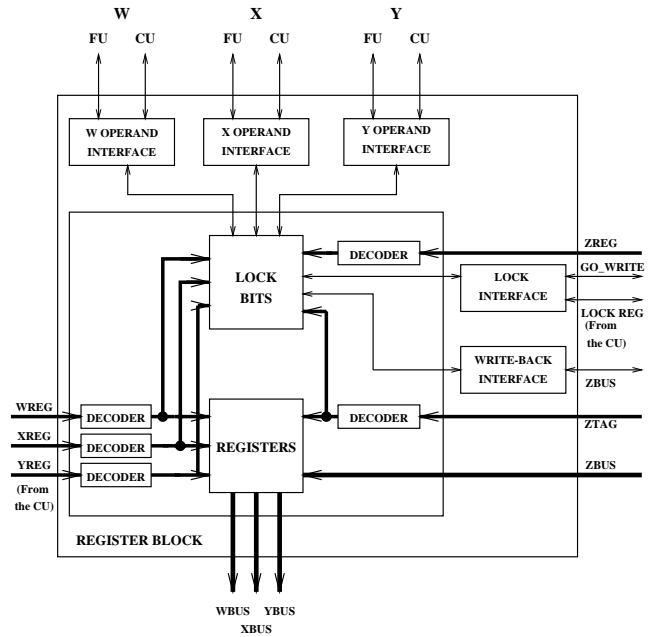 W X Y
FU CU FU CU FU CU
W OPERAND
INTERFACE
X OPERAND
INTERFACE
Y OPERAND
INTERFACE
LOCK
BITS
DECODER
ZREG
GO_WRITE
LOCK
INTERFACE
LOCK REG
(From
the CU)
WRITE-BACK
INTERFACE
ZBUS
WREG
DECODER
XREG
DECODER
YREG
DECODER
(From
the CU)
REGISTERS
DECODER
ZTAG
ZBUS
REGISTER BLOCK
WBUS YBUS
XBUS